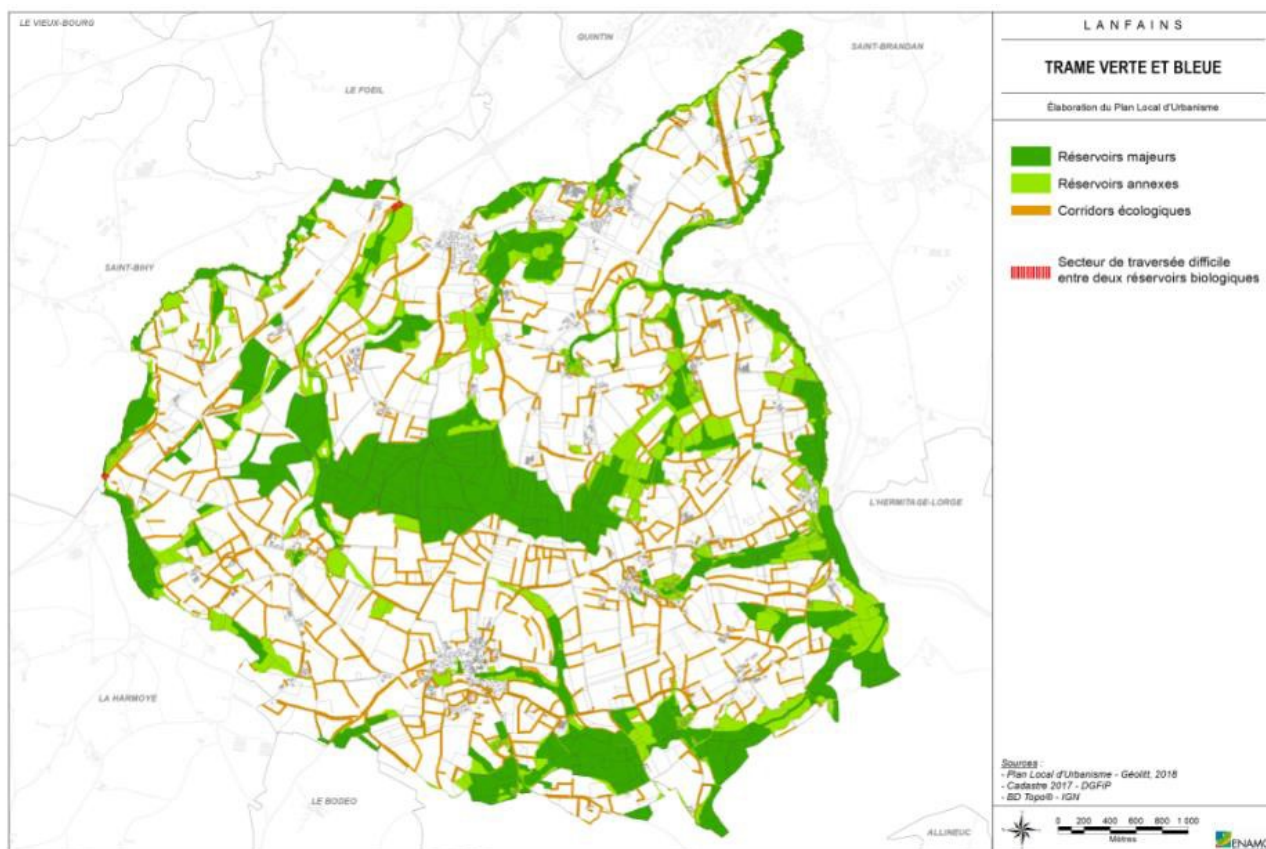 LE VIEUX-BOURG
QUINTIN
SAINT-BRANDAN
LE FOEIL
SAINT-BIHY
L'HERMITAGE-LORGE
LA HARMOYE
LE BODEO
ALLINEUC
LANFAINS
TRAME VERTE ET BLEUE
Élaboration du Plan Local d'Urbanisme
Réservoirs majeurs
Réservoirs annexes
Corridors écologiques
Secteur de traversée difficile
entre deux réservoirs biologiques
Sources :
- Plan Local d'Urbanisme - Géolitt, 2018
- Cadastre 2017 - DGFiP
- BD Topo® - IGN
0 200 400 600 800 1 000
Mètres
ENAMO